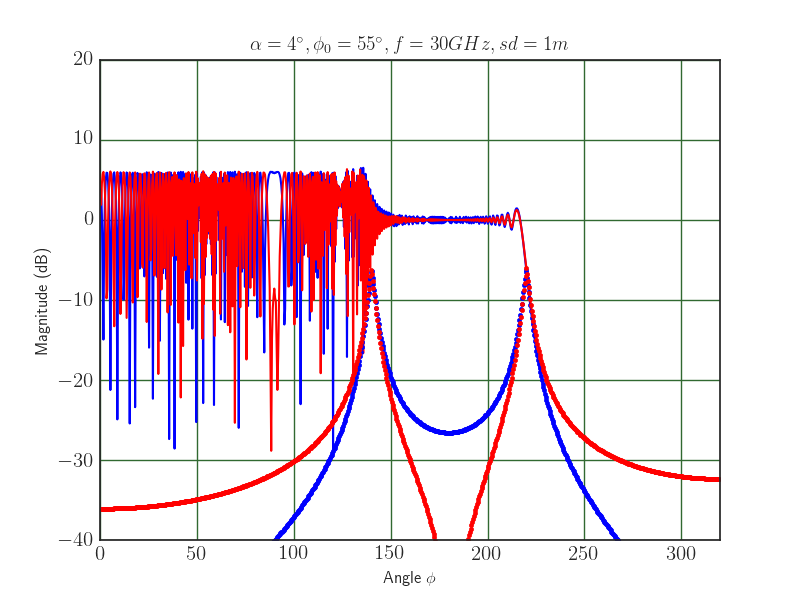 α = 4°, ϕ₀ = 55°, f = 30GHz, sd = 1m
20
10
0
−10
−20
−30
−40
Magnitude (dB)
0 50 100 150 200 250 300
Angle ϕ